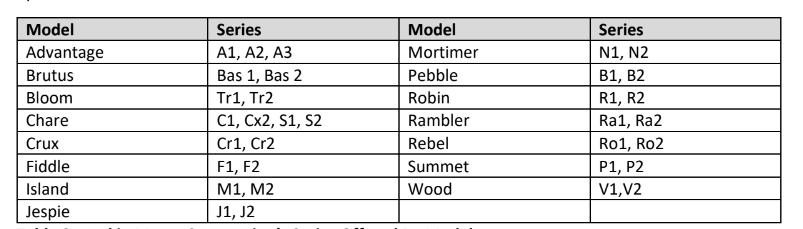 Model Series Model Series
Advantage A1, A2, A3 Mortimer N1, N2
Brutus Bas 1, Bas 2 Pebble B1, B2
Bloom Tr1, Tr2 Robin R1, R2
Chare C1, Cx2, S1, S2 Rambler Ra1, Ra2
Crux Cr1, Cr2 Rebel Ro1, Ro2
Fiddle F1, F2 Summet P1, P2
Island M1, M2 Wood V1,V2
Jespie J1, J2